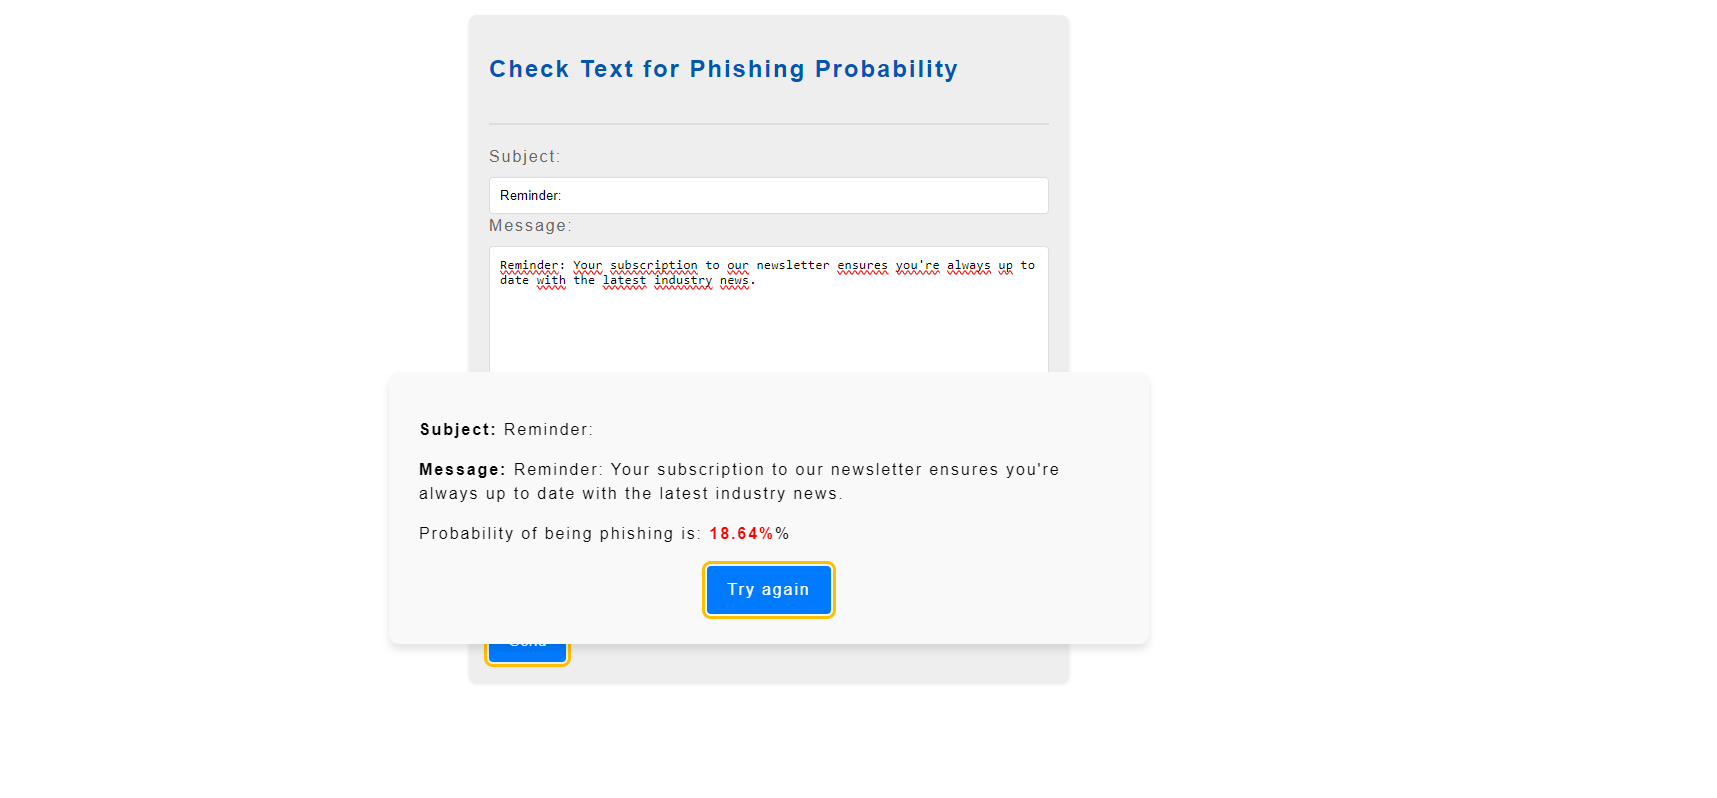 Check Text for Phishing Probability
Subject:
Reminder:
Message:
Reminder: Your subscription to our newsletter ensures you're always up to
date with the latest industry news.
Subject: Reminder:
Message: Reminder: Your subscription to our newsletter ensures you're
always up to date with the latest industry news.
Probability of being phishing is: 18.64%%
Try again